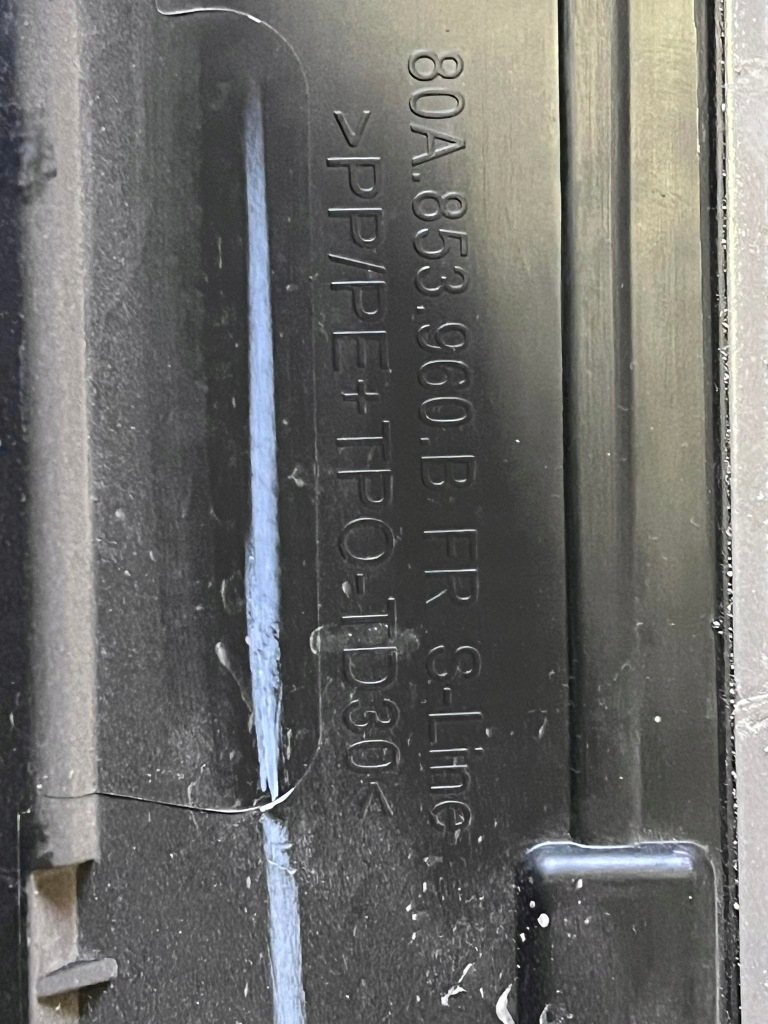 80A.853.960.B FR S-Line
>PP/PE+TPO-TD30<